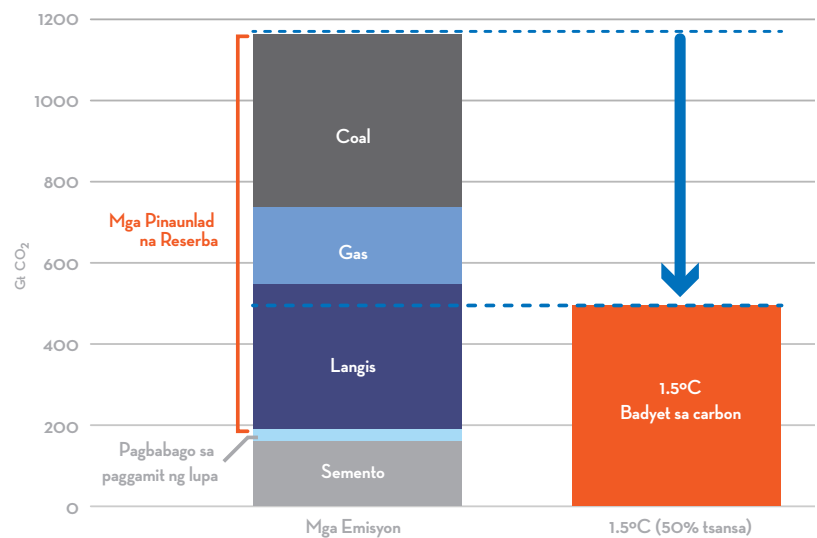 1200
1000
800
600
400
200
0
Gt CO₂
Mga Pinaunlad
na Reserba
Pagbabago sa
paggamit ng lupa
Coal
Gas
Langis
Semento
1.5ºC
Badyet sa carbon
Mga Emisyon
1.5ºC (50% tsansa)